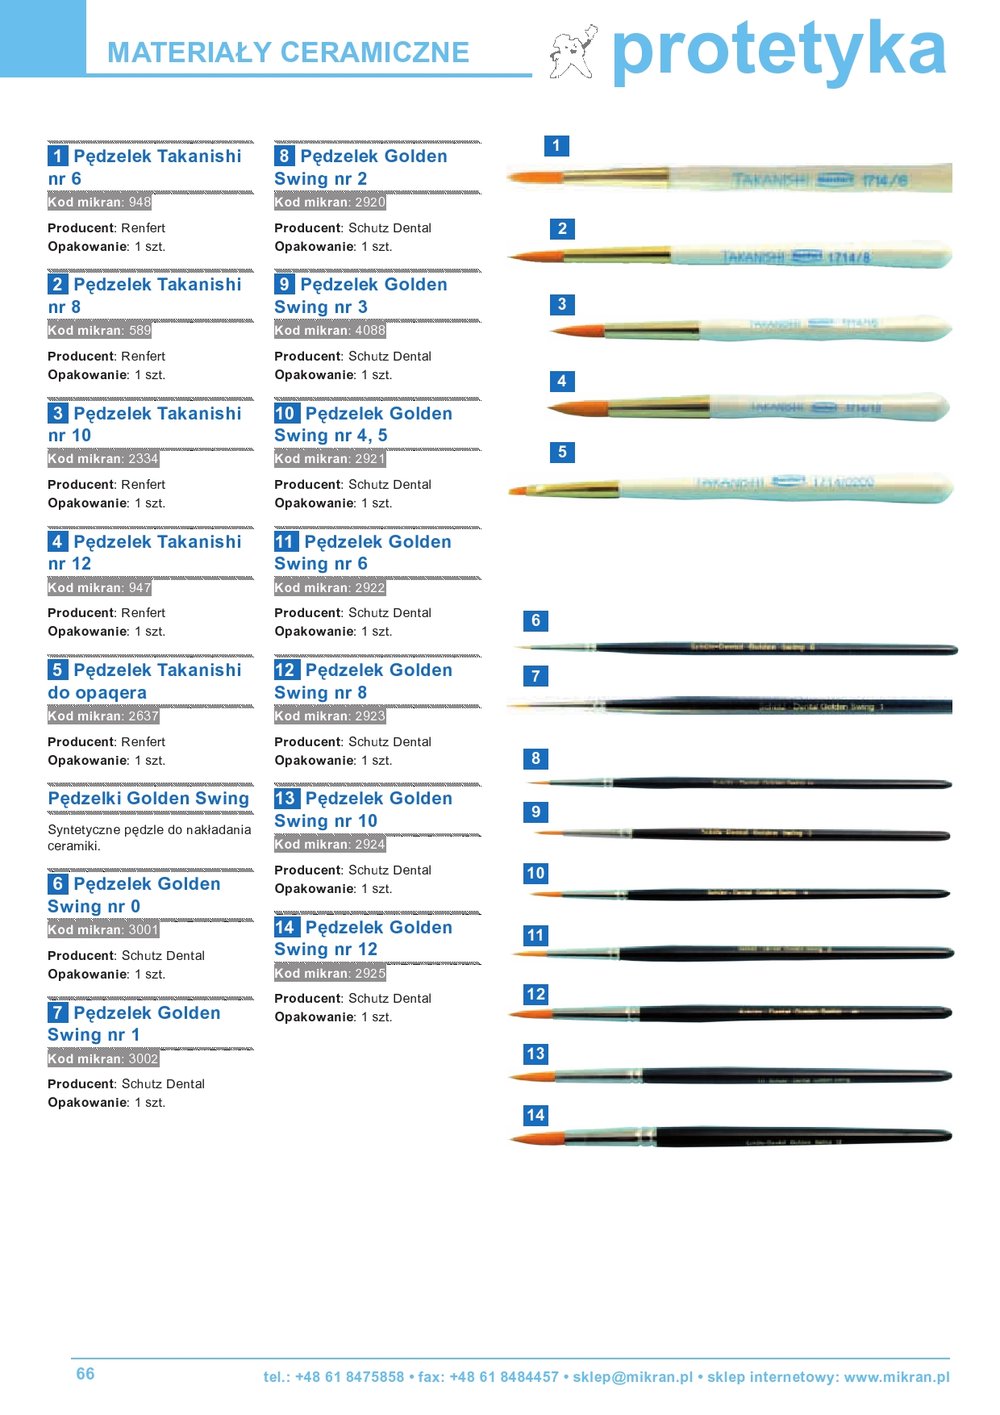 MATERIAŁY CERAMICZNE
protetyka
1 Pędzelek Takanishi
nr 6
Kod mikran: 948
Producent: Renfert
Opakowanie: 1 szt.
2 Pędzelek Takanishi
nr 8
Kod mikran: 589
Producent: Renfert
Opakowanie: 1 szt.
3 Pędzelek Takanishi
nr 10
Kod mikran: 2334
Producent: Renfert
Opakowanie: 1 szt.
4 Pędzelek Takanishi
nr 12
Kod mikran: 947
Producent: Renfert
Opakowanie: 1 szt.
5 Pędzelek Takanishi
do opaqera
Kod mikran: 2637
Producent: Renfert
Opakowanie: 1 szt.
Pędzelki Golden Swing
Syntetyczne pędzle do nakładania
ceramiki.
6 Pędzelek Golden
Swing nr 0
Kod mikran: 3001
Producent: Schutz Dental
Opakowanie: 1 szt.
7 Pędzelek Golden
Swing nr 1
Kod mikran: 3002
Producent: Schutz Dental
Opakowanie: 1 szt.
8 Pędzelek Golden
Swing nr 2
Kod mikran: 2920
Producent: Schutz Dental
Opakowanie: 1 szt.
9 Pędzelek Golden
Swing nr 3
Kod mikran: 4088
Producent: Schutz Dental
Opakowanie: 1 szt.
10 Pędzelek Golden
Swing nr 4, 5
Kod mikran: 2921
Producent: Schutz Dental
Opakowanie: 1 szt.
11 Pędzelek Golden
Swing nr 6
Kod mikran: 2922
Producent: Schutz Dental
Opakowanie: 1 szt.
12 Pędzelek Golden
Swing nr 8
Kod mikran: 2923
Producent: Schutz Dental
Opakowanie: 1 szt.
13 Pędzelek Golden
Swing nr 10
Kod mikran: 2924
Producent: Schutz Dental
Opakowanie: 1 szt.
14 Pędzelek Golden
Swing nr 12
Kod mikran: 2925
Producent: Schutz Dental
Opakowanie: 1 szt.
1
TAKANISHI Renfert 1714/6
2
TAKANISHI 1714/8
3
TAKANISHI
4
TAKANISHI 1714/12
5
TAKANISHI
6
Golden Swing
7
Schütz - Dental Golden Swing 1
8
9
10
11
12
13
14
66
tel.: +48 61 8475858 • fax: +48 61 8484457 • sklep@mikran.pl • sklep internetowy: www.mikran.pl